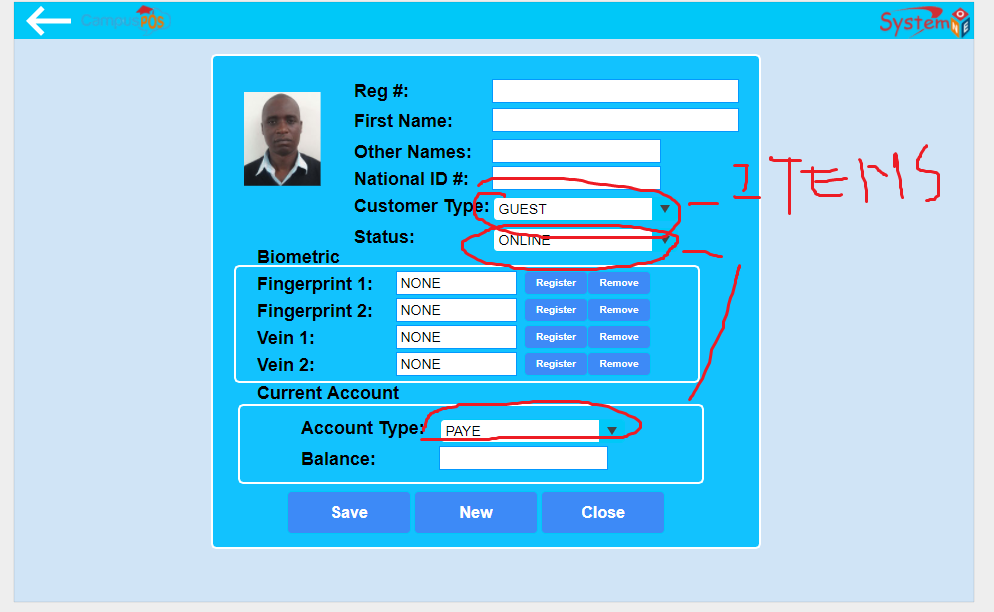 CampusPOS
SystemONE
Reg #:
First Name:
Other Names:
National ID #:
Customer Type: GUEST
ITEMS
Status: ONLINE
Biometric
Fingerprint 1: NONE Register Remove
Fingerprint 2: NONE Register Remove
Vein 1: NONE Register Remove
Vein 2: NONE Register Remove
Current Account
Account Type: PAYE
Balance:
Save New Close